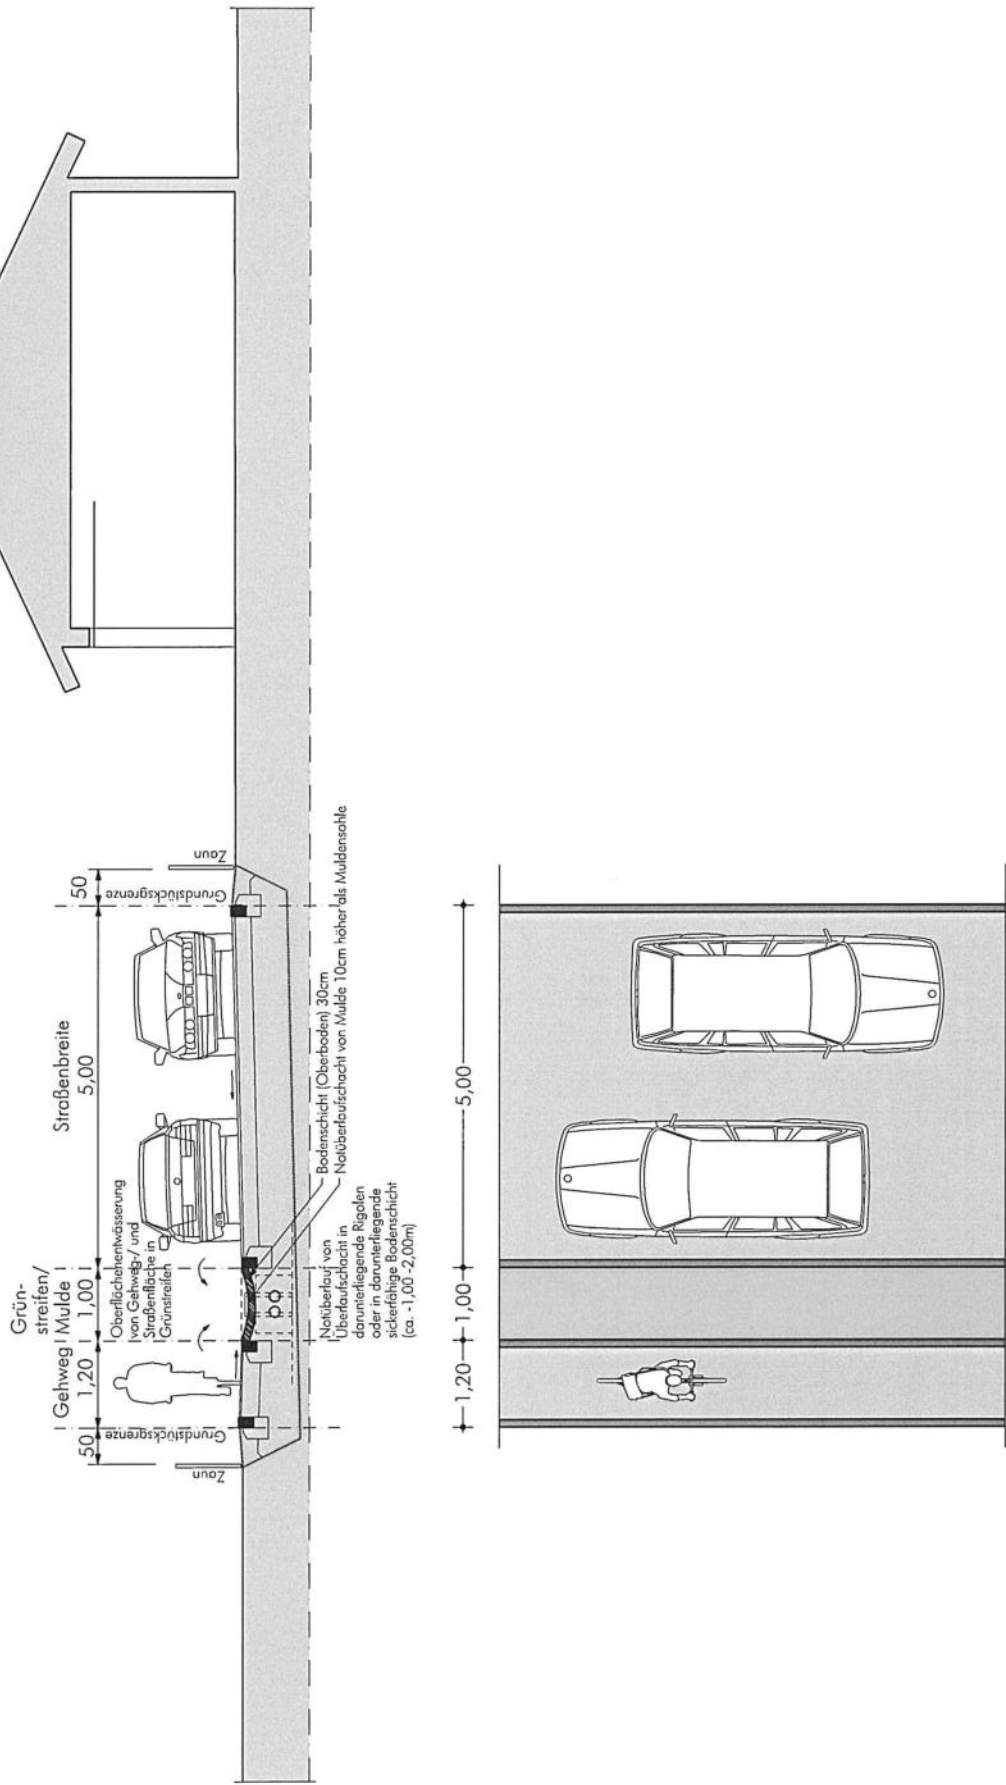 Grün-
streifen/
Gehweg Mulde
Straßenbreite
50
1,20
1,00
5,00
50
Zaun
Grundstücksgrenze
Oberflächenentwässerung
von Gehweg-/ und
Straßenfläche in
Grünstreifen
Grundstücksgrenze
Zaun
Bodenschicht (Oberboden) 30cm
Notüberlaufschacht von Mulde 10cm höher als Muldensohle
Notüberlauf von
Überlaufschacht in
darunterliegende Rigolen
oder in darunterliegende
sickerfähige Bodenschicht
(ca. -1,00 -2,00m)
1,20
1,00
5,00